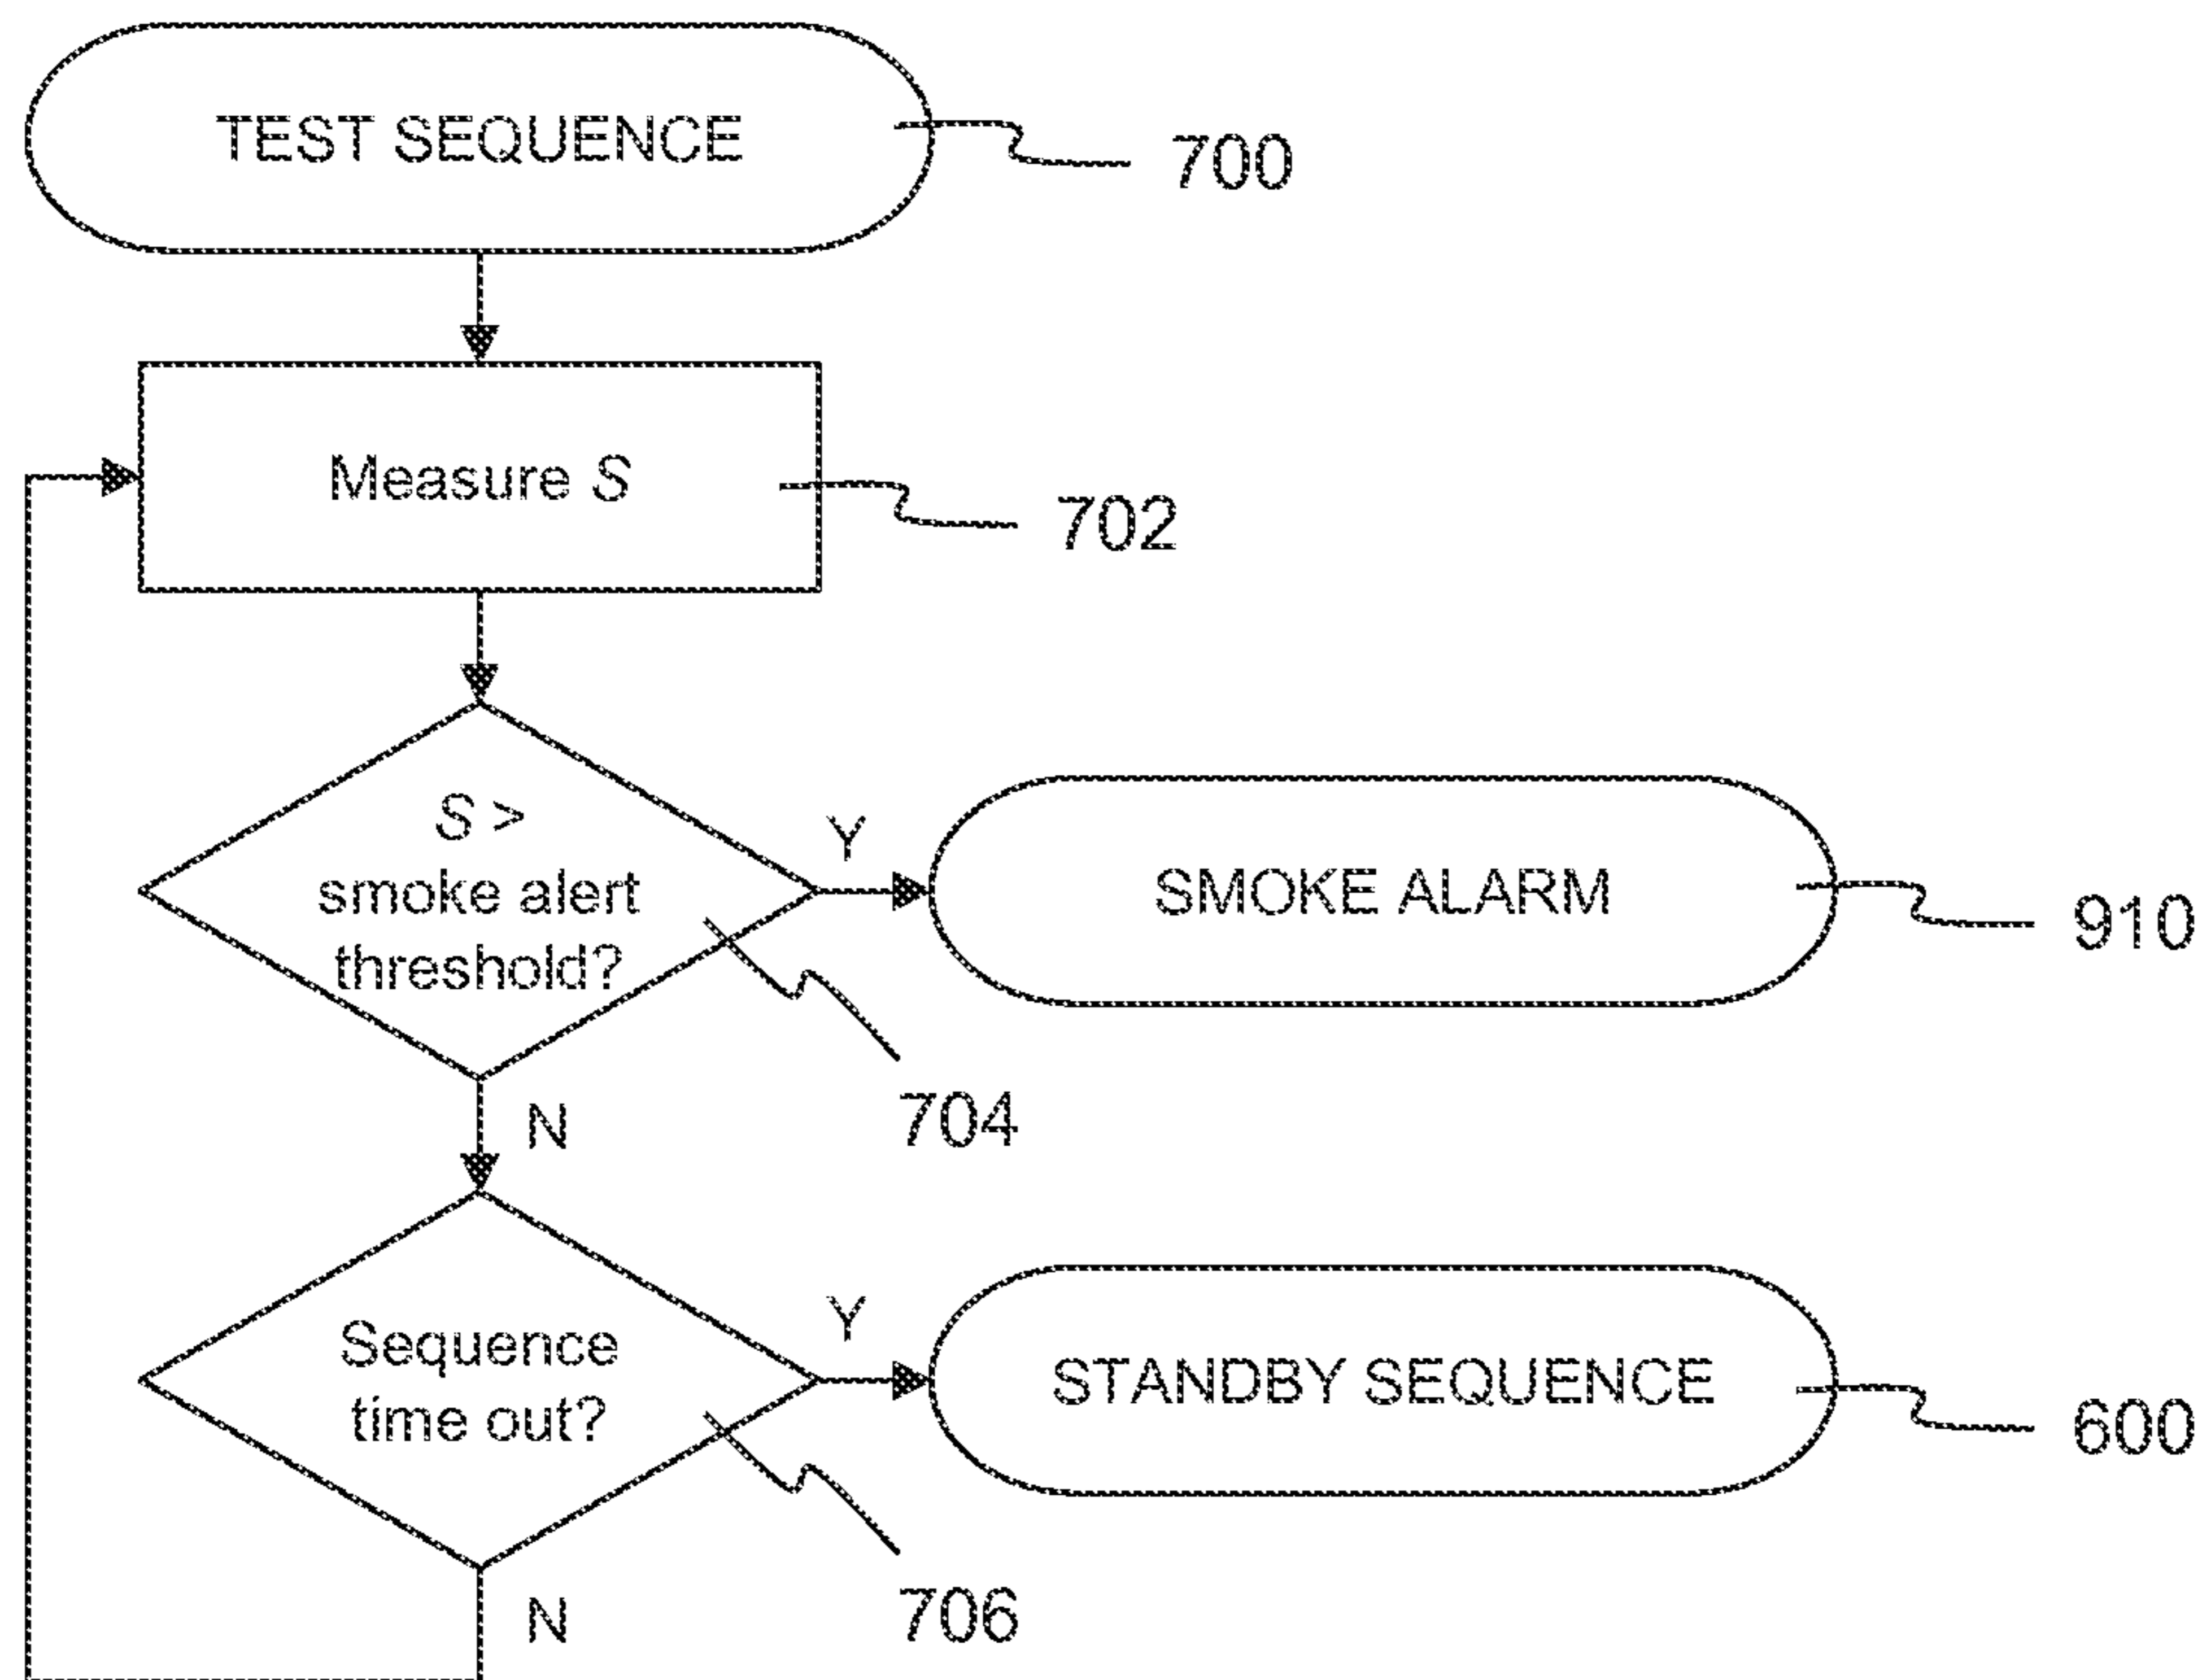 TEST SEQUENCE
700
Measure S
702
S >
smoke alert
threshold?
Y
SMOKE ALARM
910
704
N
Sequence
time out?
Y
STANDBY SEQUENCE
600
706
N